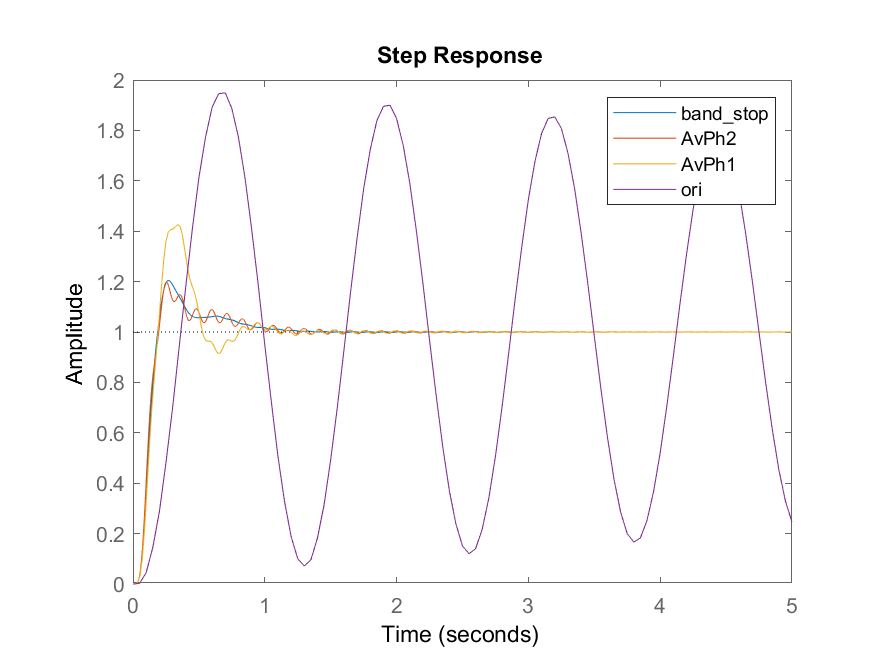 Step Response
2
1.8
1.6
1.4
1.2
1
0.8
0.6
0.4
0.2
0
Amplitude
band_stop
AvPh2
AvPh1
ori
0 1 2 3 4 5
Time (seconds)